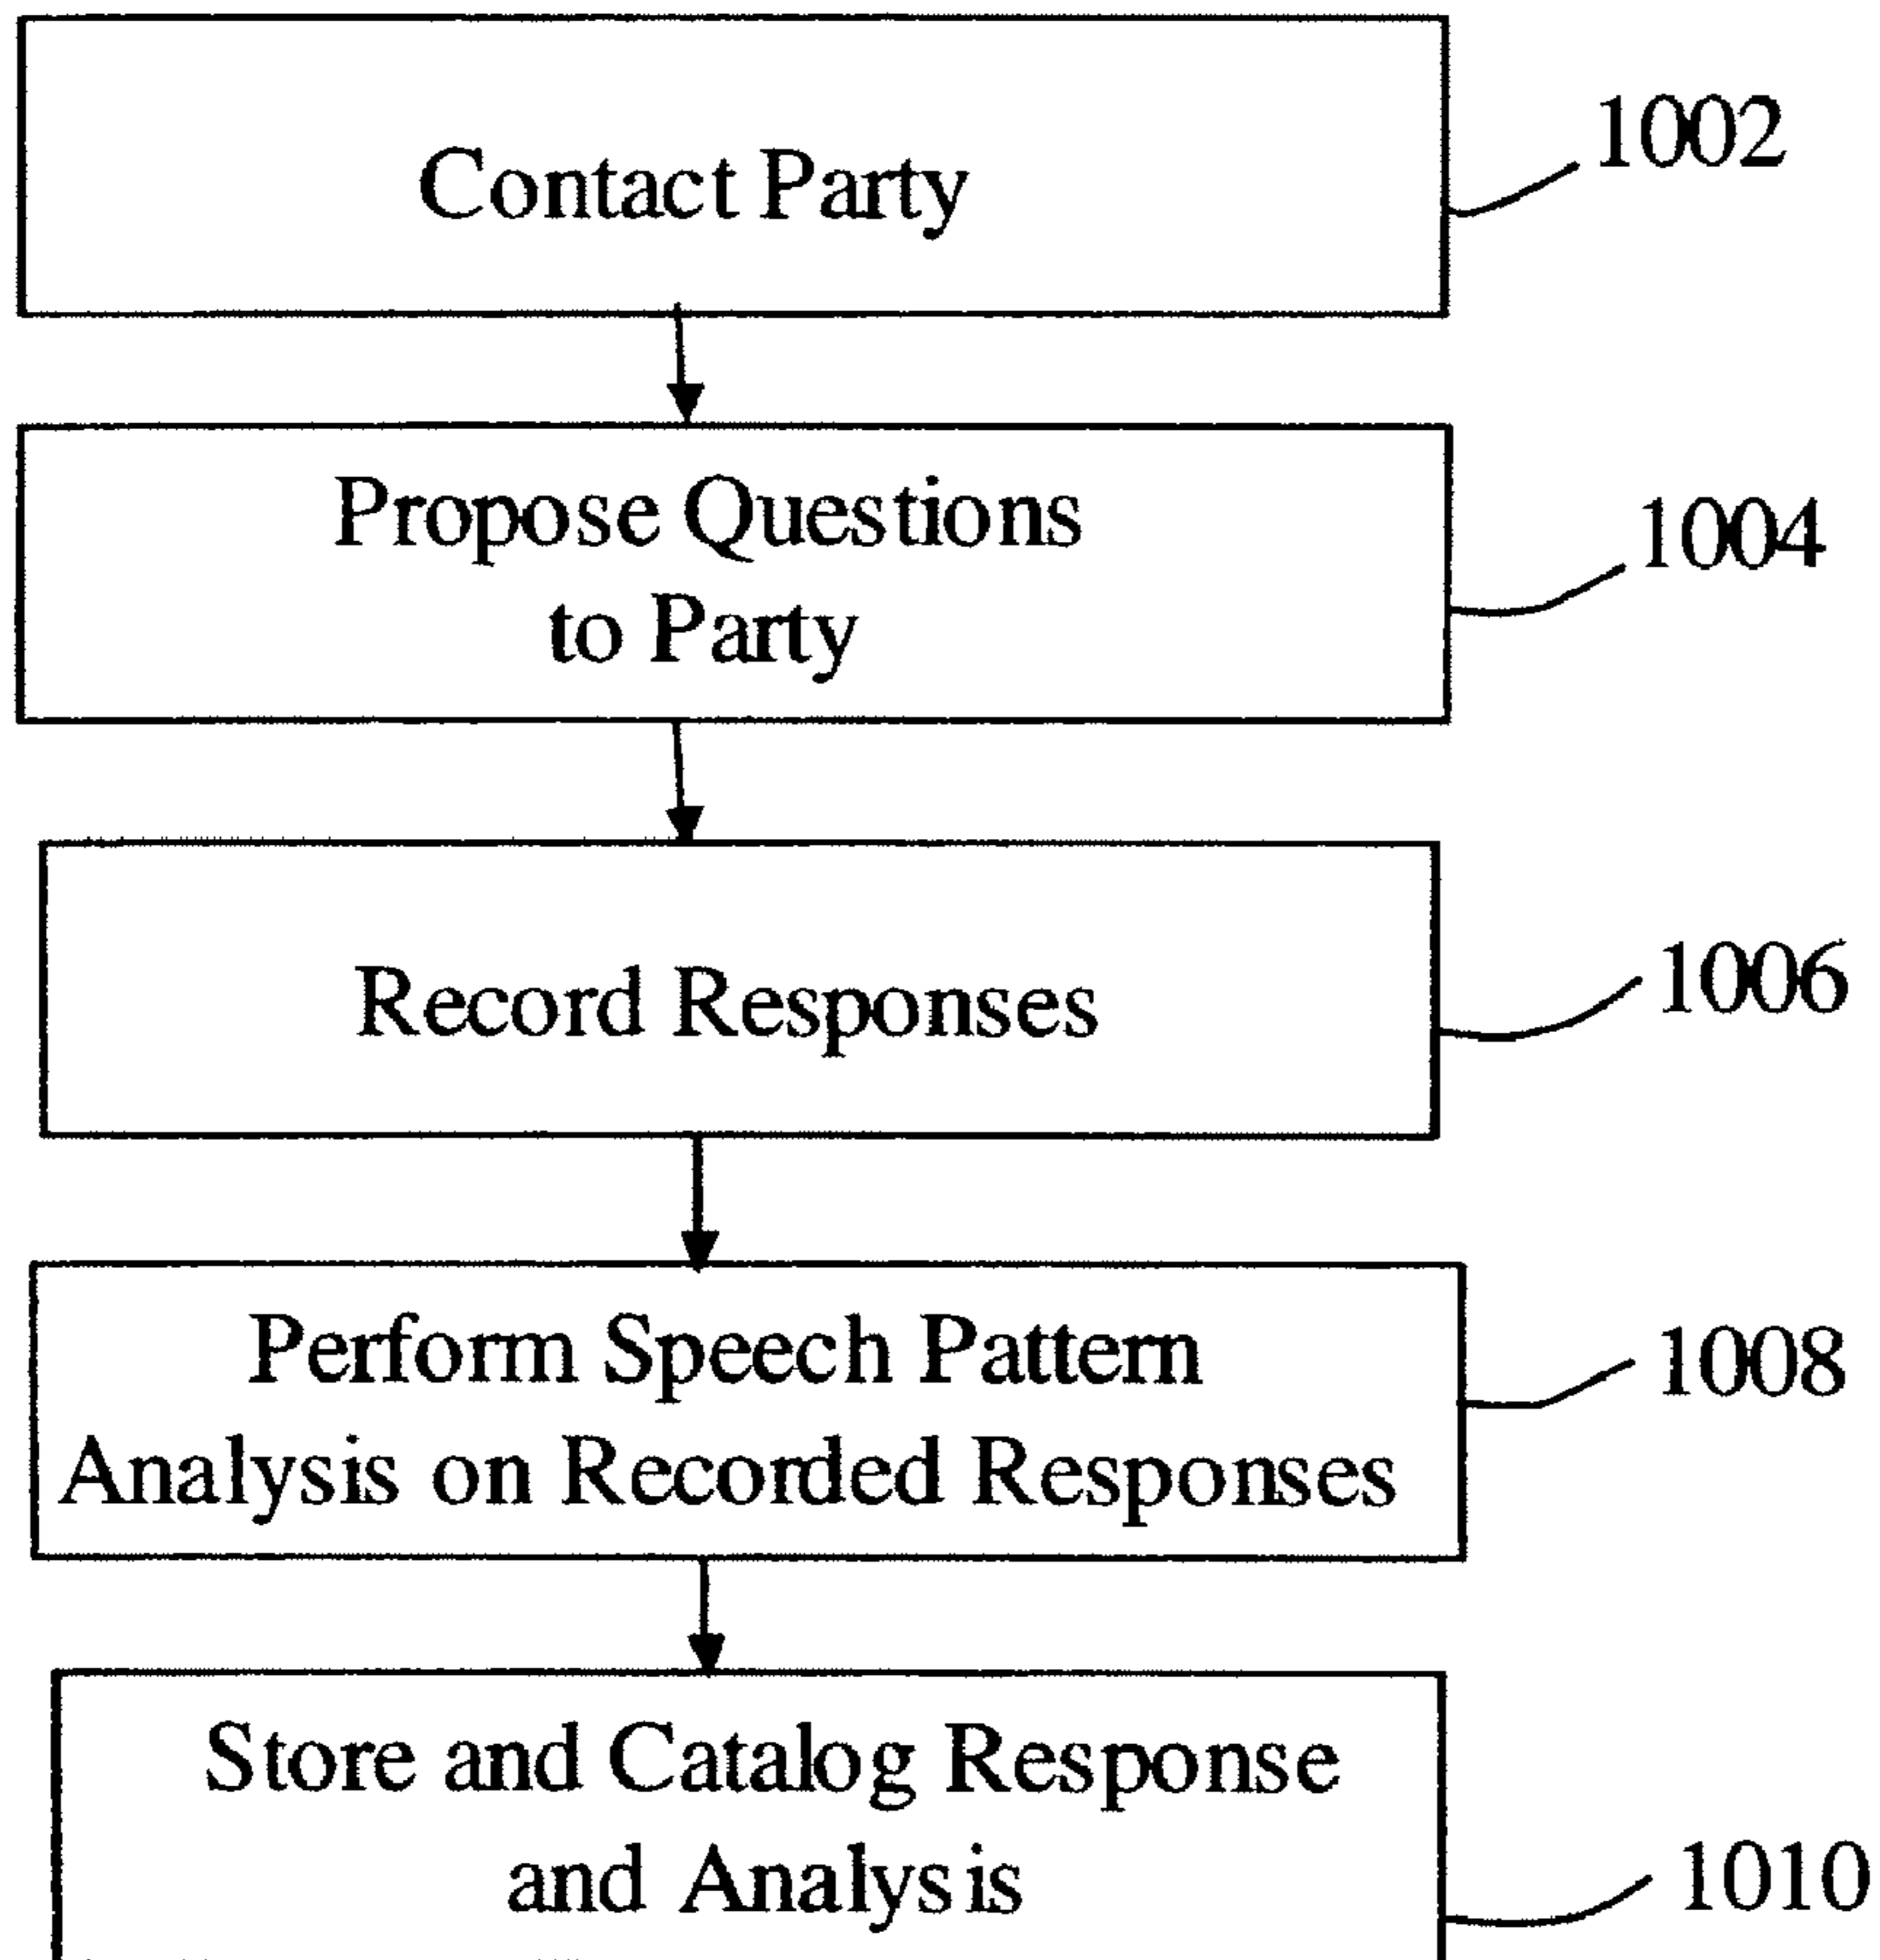 Contact Party
1002
Propose Questions
to Party
1004
Record Responses
1006
Perform Speech Pattern
Analysis on Recorded Responses
1008
Store and Catalog Response
and Analysis
1010